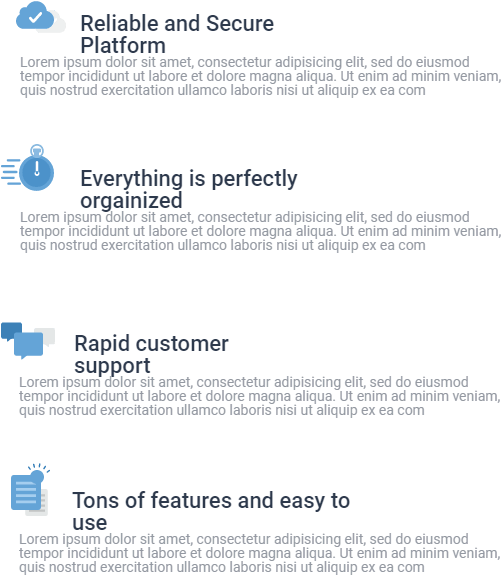 Reliable and Secure
Platform
Lorem ipsum dolor sit amet, consectetur adipisicing elit, sed do eiusmod
tempor incididunt ut labore et dolore magna aliqua. Ut enim ad minim veniam,
quis nostrud exercitation ullamco laboris nisi ut aliquip ex ea com
Everything is perfectly
orgainized
Lorem ipsum dolor sit amet, consectetur adipisicing elit, sed do eiusmod
tempor incididunt ut labore et dolore magna aliqua. Ut enim ad minim veniam,
quis nostrud exercitation ullamco laboris nisi ut aliquip ex ea com
Rapid customer
support
Lorem ipsum dolor sit amet, consectetur adipisicing elit, sed do eiusmod
tempor incididunt ut labore et dolore magna aliqua. Ut enim ad minim veniam,
quis nostrud exercitation ullamco laboris nisi ut aliquip ex ea com
Tons of features and easy to
use
Lorem ipsum dolor sit amet, consectetur adipisicing elit, sed do eiusmod
tempor incididunt ut labore et dolore magna aliqua. Ut enim ad minim veniam,
quis nostrud exercitation ullamco laboris nisi ut aliquip ex ea com